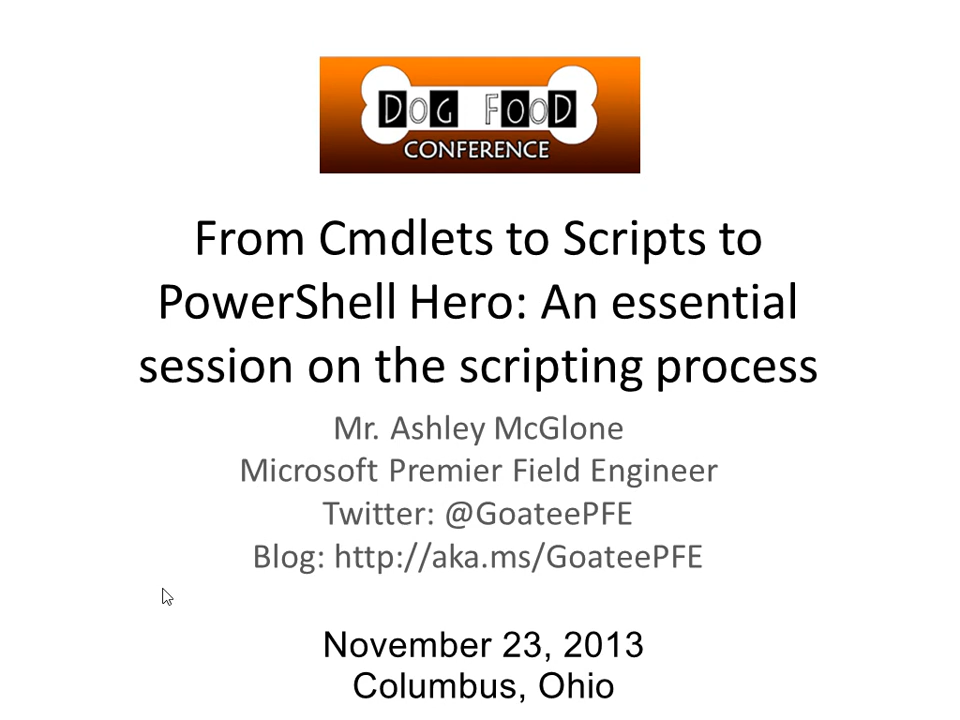 DOG FOOD
CONFERENCE
From Cmdlets to Scripts to
PowerShell Hero: An essential
session on the scripting process
Mr. Ashley McGlone
Microsoft Premier Field Engineer
Twitter: @GoateePFE
Blog: http://aka.ms/GoateePFE
November 23, 2013
Columbus, Ohio